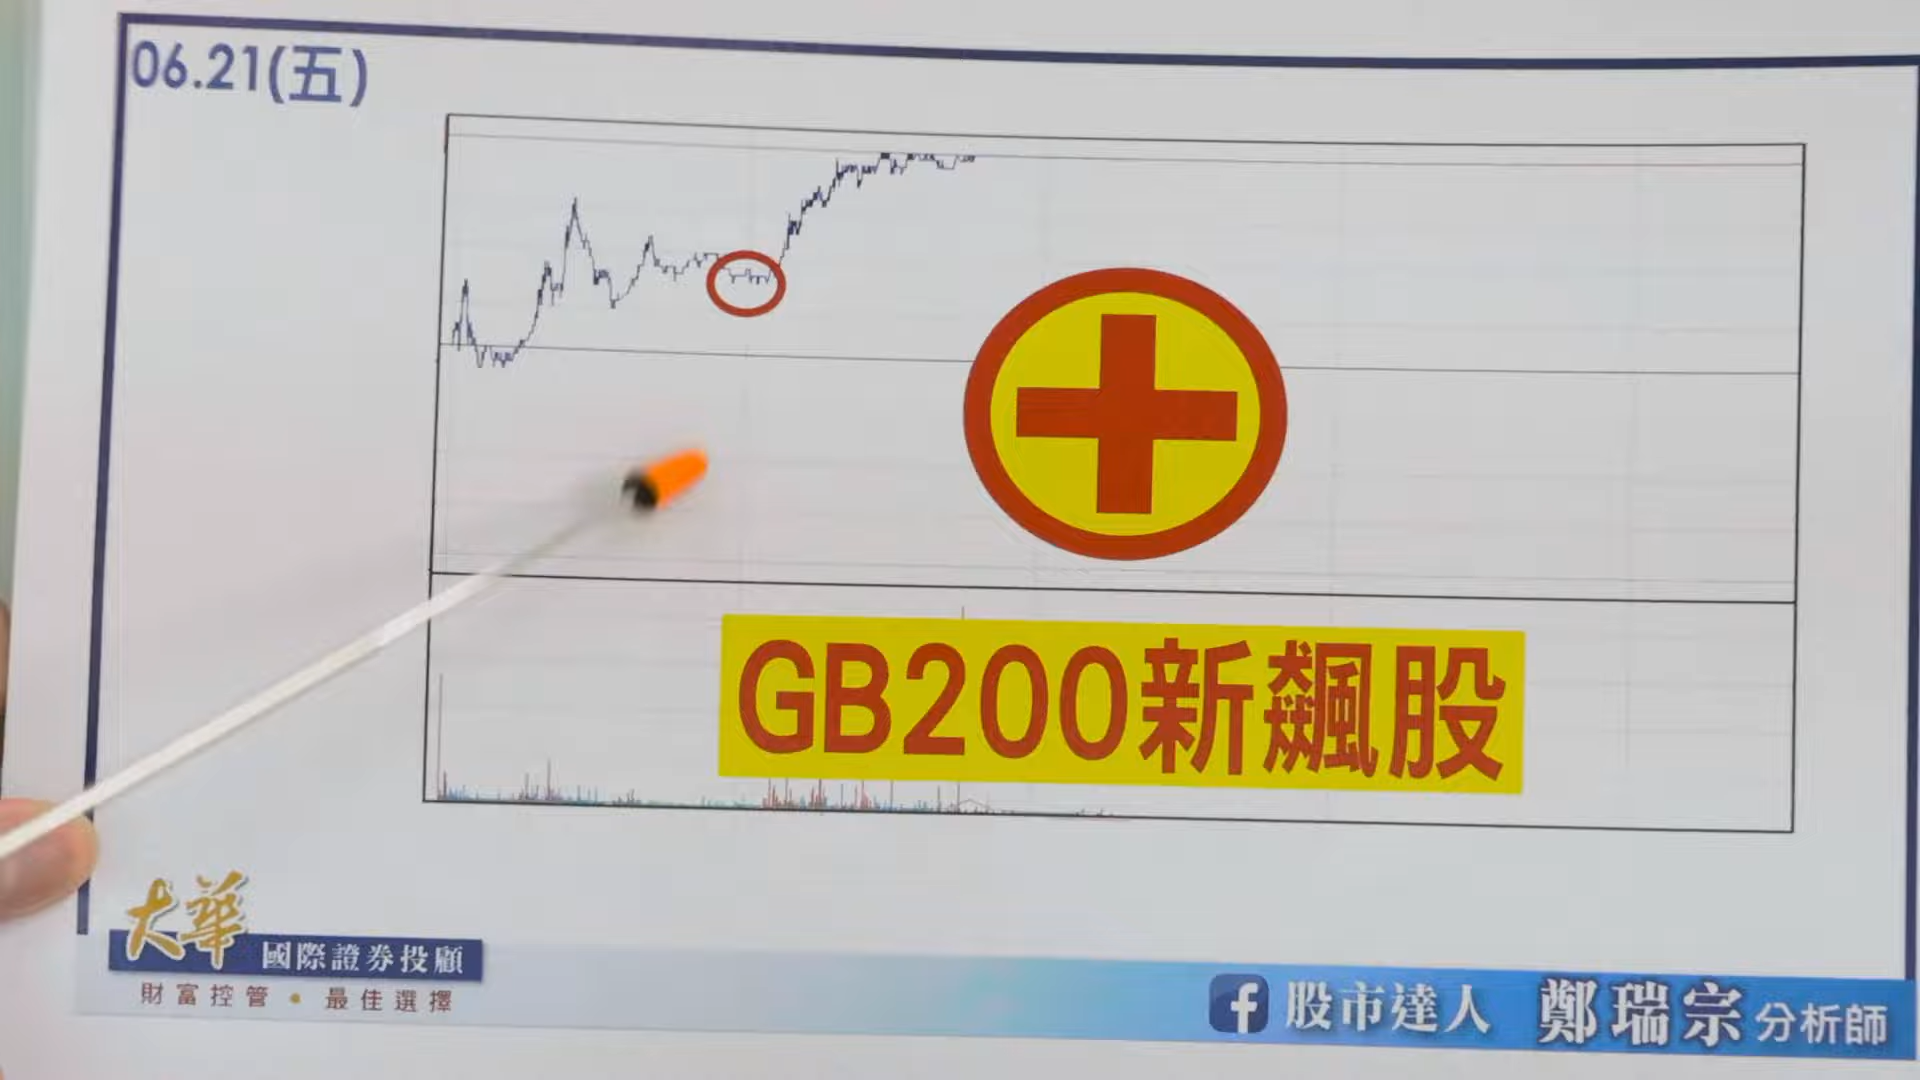 06.21(五)
GB200新飆股
大華 國際證券投顧
財富控管•最佳選擇
股市達人 鄭瑞宗 分析師